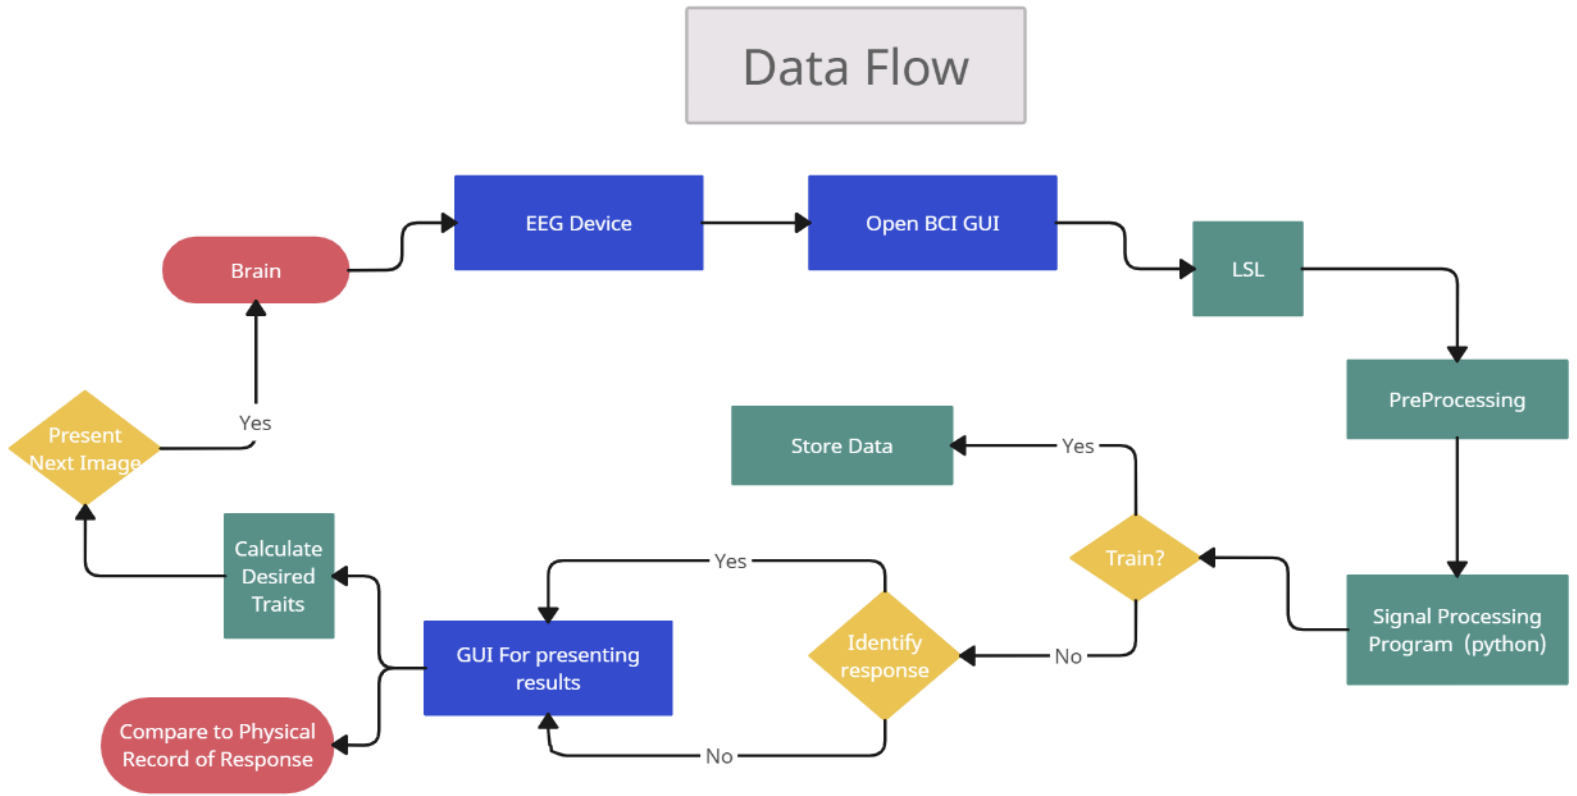 Data Flow
EEG Device
Open BCI GUI
Brain
LSL
PreProcessing
Yes
Present
Next Image
Store Data
Yes
Calculate
Desired
Traits
Yes
Train?
Identify
response
No
Signal Processing
Program (python)
GUI For presenting
results
Compare to Physical
Record of Response
No